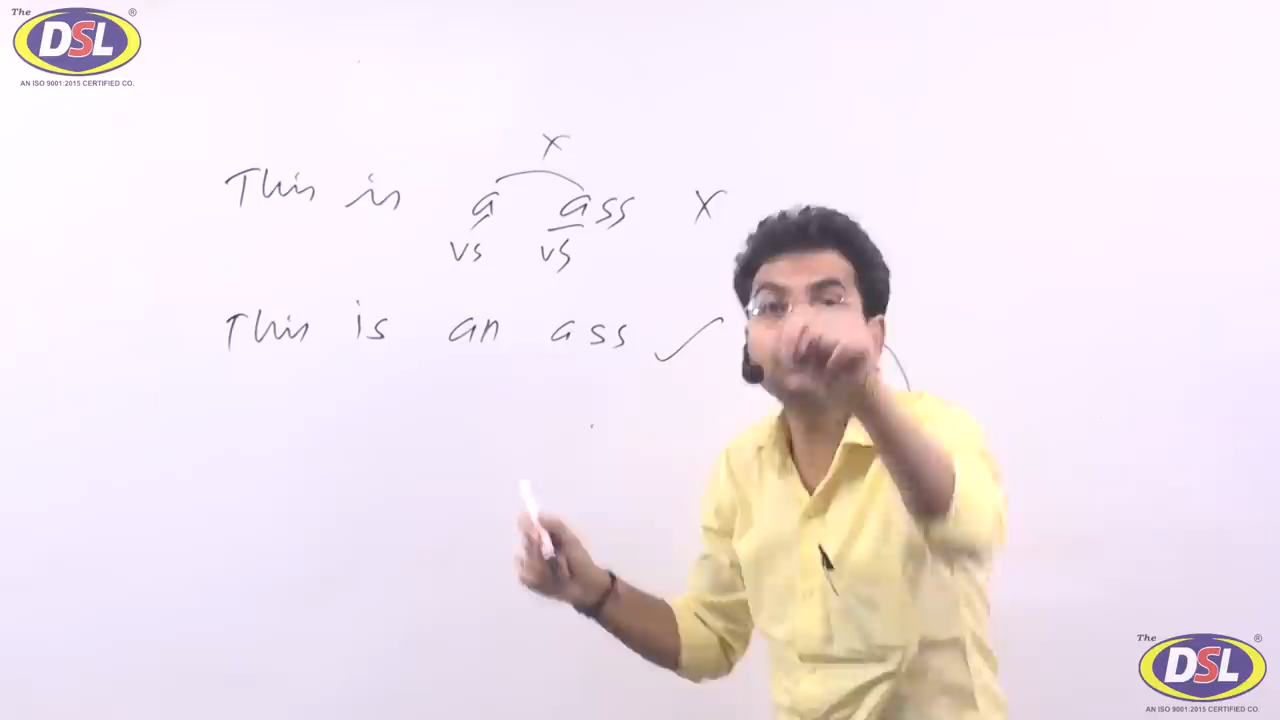 The
DSL
®
AN ISO 9001:2015 CERTIFIED CO.
x
This is a ass x
vs vs
This is an ass ✓
The
DSL
®
AN ISO 9001:2015 CERTIFIED CO.